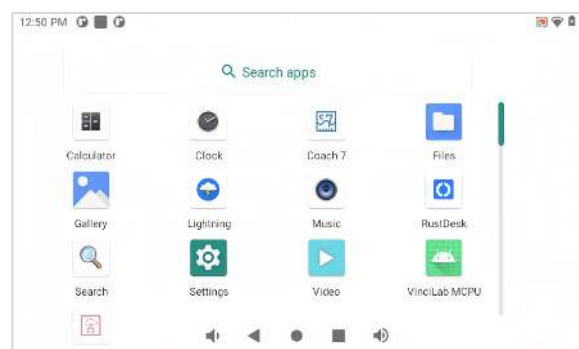 12:50 PM
Search apps
Calculator Clock Coach 7 Files
Gallery Lightning Music RustDesk
Search Settings Video VinciLab MCPU